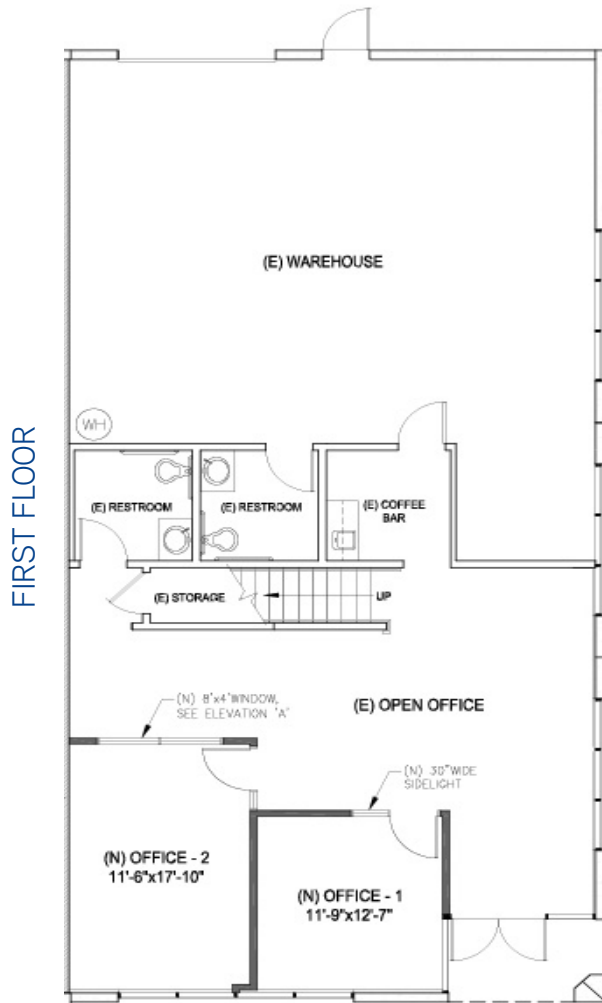 FIRST FLOOR
(E) WAREHOUSE
WH
(E) RESTROOM
(E) RESTROOM
(E) COFFEE
BAR
(E) STORAGE
UP
(N) 8'x4' WINDOW,
SEE ELEVATION 'A'
(E) OPEN OFFICE
(N) 30" WIDE
SIDELIGHT
(N) OFFICE - 2
11'-6"x17'-10"
(N) OFFICE - 1
11'-9"x12'-7"